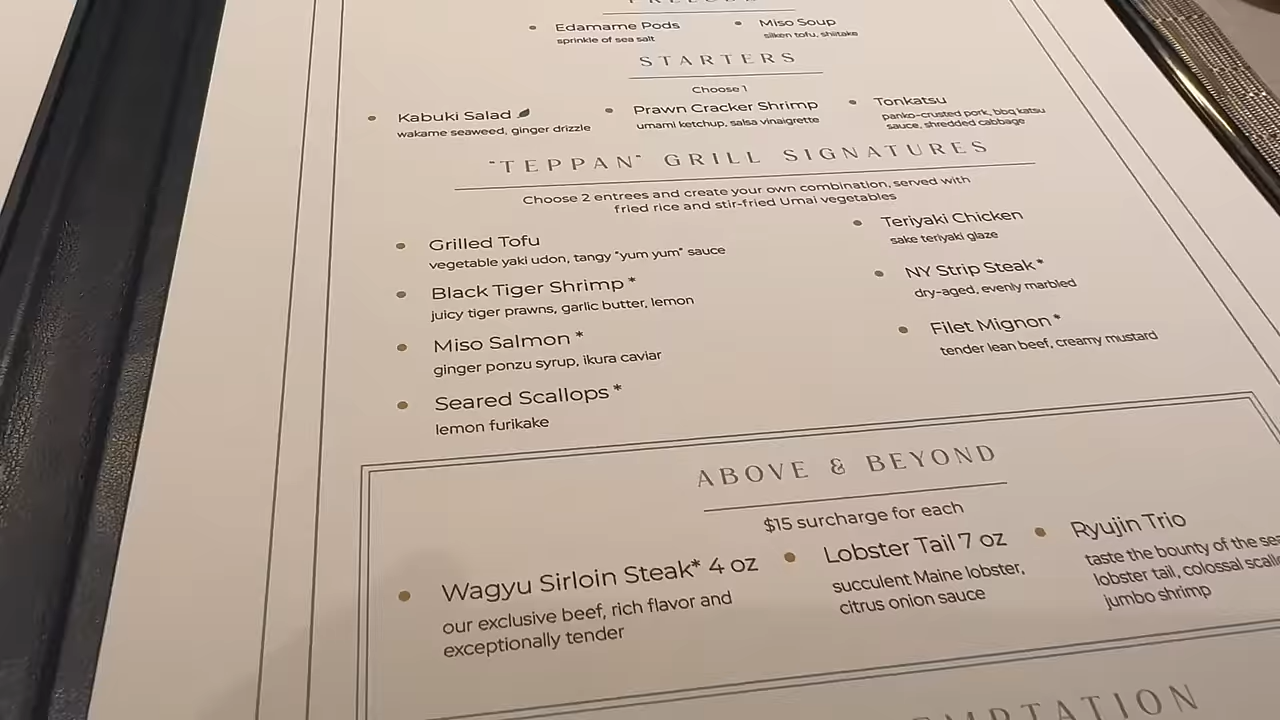 Edamame Pods
sprinkle of sea salt
Miso Soup
silken tofu, shiitake
STARTERS
Choose 1
Kabuki Salad
wakame seaweed, ginger drizzle
Prawn Cracker Shrimp
umami ketchup, salsa vinaigrette
Tonkatsu
panko-crusted pork, bbq katsu
sauce, shredded cabbage
"TEPPAN" GRILL SIGNATURES
Choose 2 entrees and create your own combination, served with
fried rice and stir-fried Umai vegetables
Grilled Tofu
vegetable yaki udon, tangy "yum yum" sauce
Black Tiger Shrimp *
juicy tiger prawns, garlic butter, lemon
Miso Salmon *
ginger ponzu syrup, ikura caviar
Seared Scallops *
lemon furikake
Teriyaki Chicken
sake teriyaki glaze
NY Strip Steak *
dry-aged, evenly marbled
Filet Mignon *
tender lean beef, creamy mustard
ABOVE & BEYOND
$15 surcharge for each
Wagyu Sirloin Steak* 4 oz
our exclusive beef, rich flavor and
exceptionally tender
Lobster Tail 7 oz
succulent Maine lobster,
citrus onion sauce
Ryujin Trio
taste the bounty of the
lobster tail, colossal
jumbo shrimp